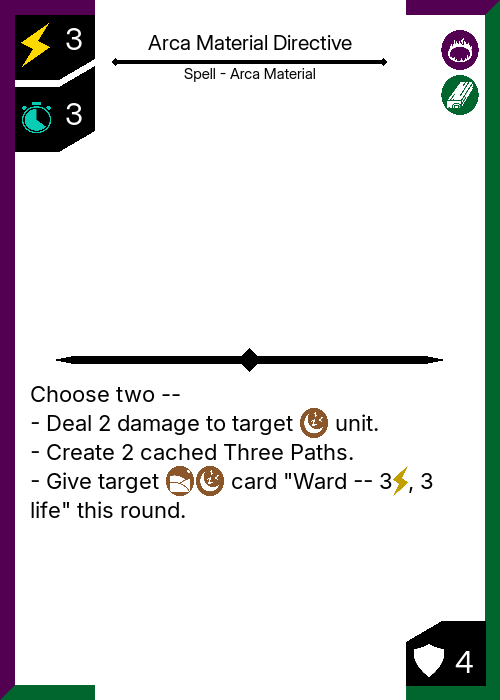 3
Arca Material Directive
Spell - Arca Material
3
Choose two --
- Deal 2 damage to target unit.
- Create 2 cached Three Paths.
- Give target card "Ward -- 3, 3
life" this round.
4